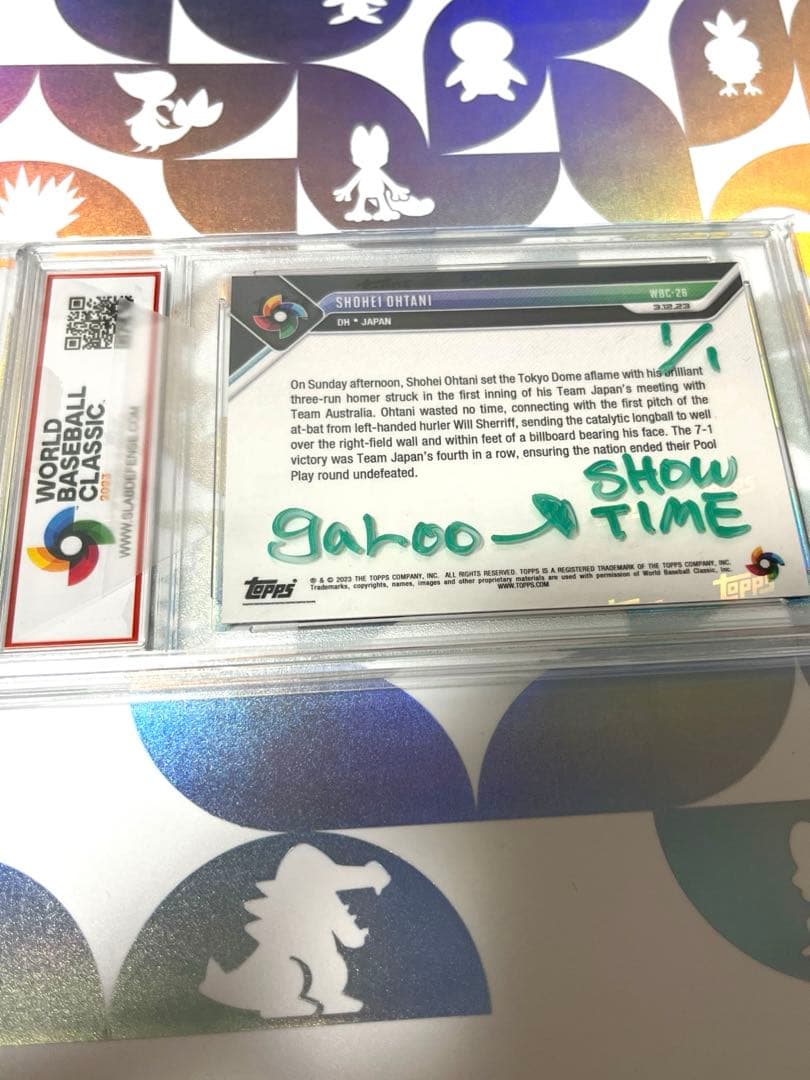 WORLD
BASEBALL
CLASSIC
2023
WWW.SLABDEFENSE.COM
SHOHEI OHTANI
WBC-26
DH * JAPAN
3.12.23
1/1
On Sunday afternoon, Shohei Ohtani set the Tokyo Dome aflame with his brilliant
three-run homer struck in the first inning of his Team Japan's meeting with
Team Australia. Ohtani wasted no time, connecting with the first pitch of the
at-bat from left-handed hurler Will Sherriff, sending the catalytic longball to well
over the right-field wall and within feet of a billboard bearing his face. The 7-1
victory was Team Japan's fourth in a row, ensuring the nation ended their Pool
Play round undefeated.
SHOW
TIME
gahoo
topps
® & © 2023 THE TOPPS COMPANY, INC. ALL RIGHTS RESERVED. TOPPS IS A REGISTERED TRADEMARK OF THE TOPPS COMPANY, INC.
Trademarks, copyrights, names, images and other proprietary materials are used with permission of World Baseball Classic, Inc.
WWW.TOPPS.COM
topps